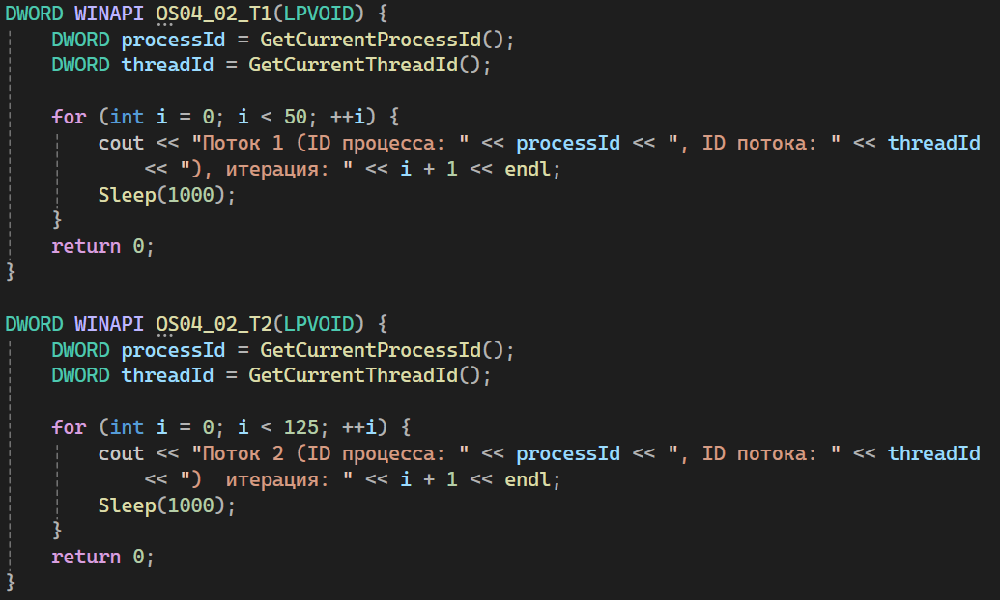 DWORD WINAPI OS04_02_T1(LPVOID) {
    DWORD processId = GetCurrentProcessId();
    DWORD threadId = GetCurrentThreadId();

    for (int i = 0; i < 50; ++i) {
        cout << "Поток 1 (ID процесса: " << processId << ", ID потока: " << threadId
            << "), итерация: " << i + 1 << endl;
        Sleep(1000);
    }
    return 0;
}

DWORD WINAPI OS04_02_T2(LPVOID) {
    DWORD processId = GetCurrentProcessId();
    DWORD threadId = GetCurrentThreadId();

    for (int i = 0; i < 125; ++i) {
        cout << "Поток 2 (ID процесса: " << processId << ", ID потока: " << threadId
            << ")  итерация: " << i + 1 << endl;
        Sleep(1000);
    }
    return 0;
}